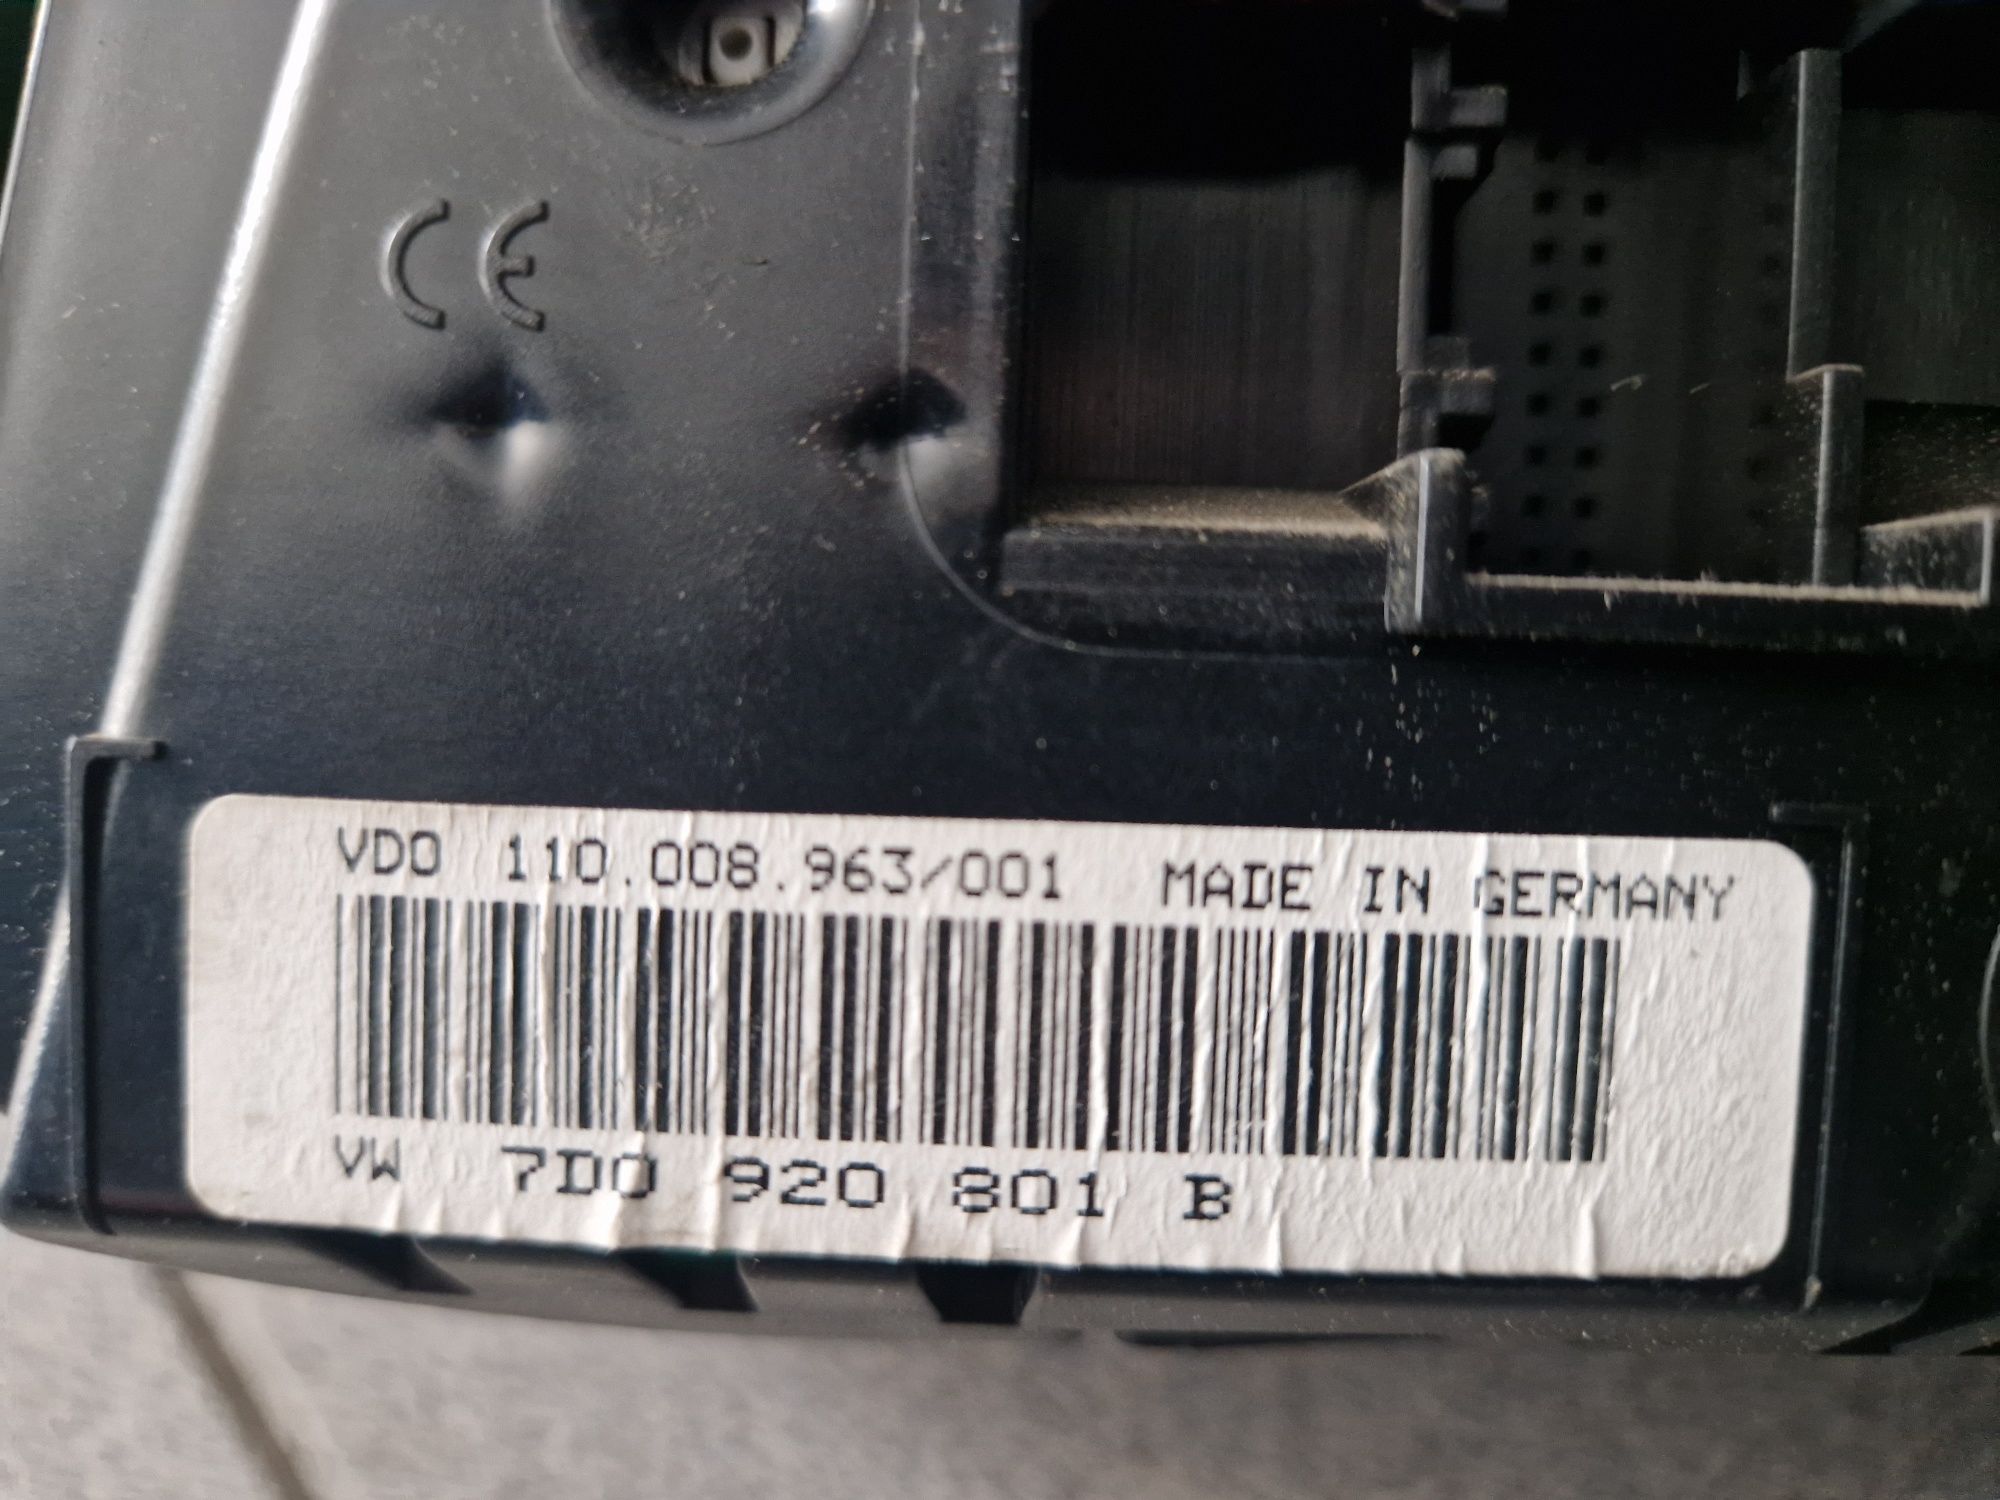 CE
VDO 110.008.963/001 MADE IN GERMANY
VW 7D0 920 801 B